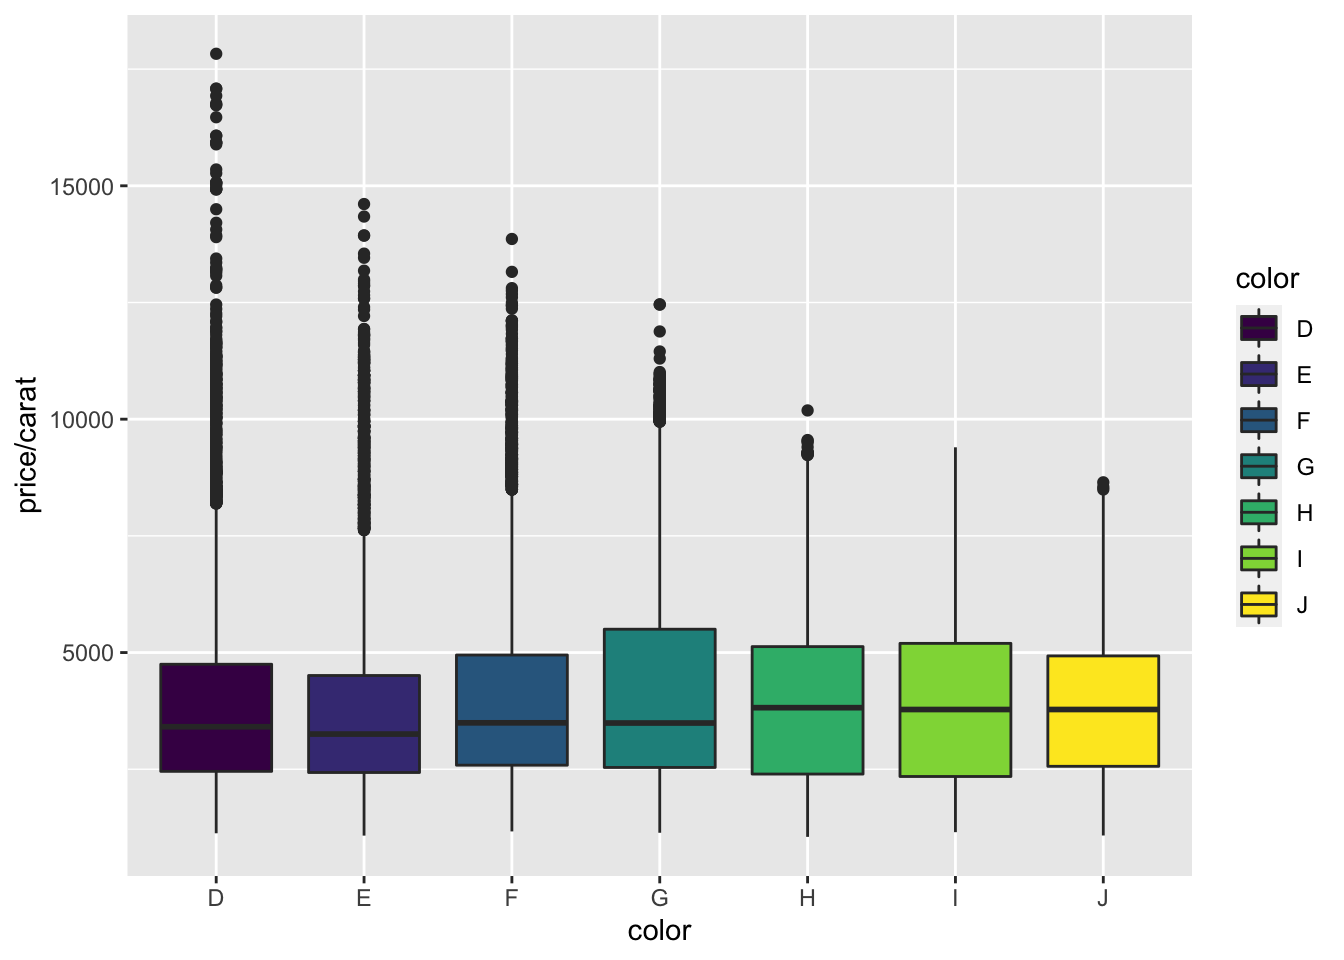 price/carat
15000
10000
5000
D E F G H I J
color
color
D
E
F
G
H
I
J